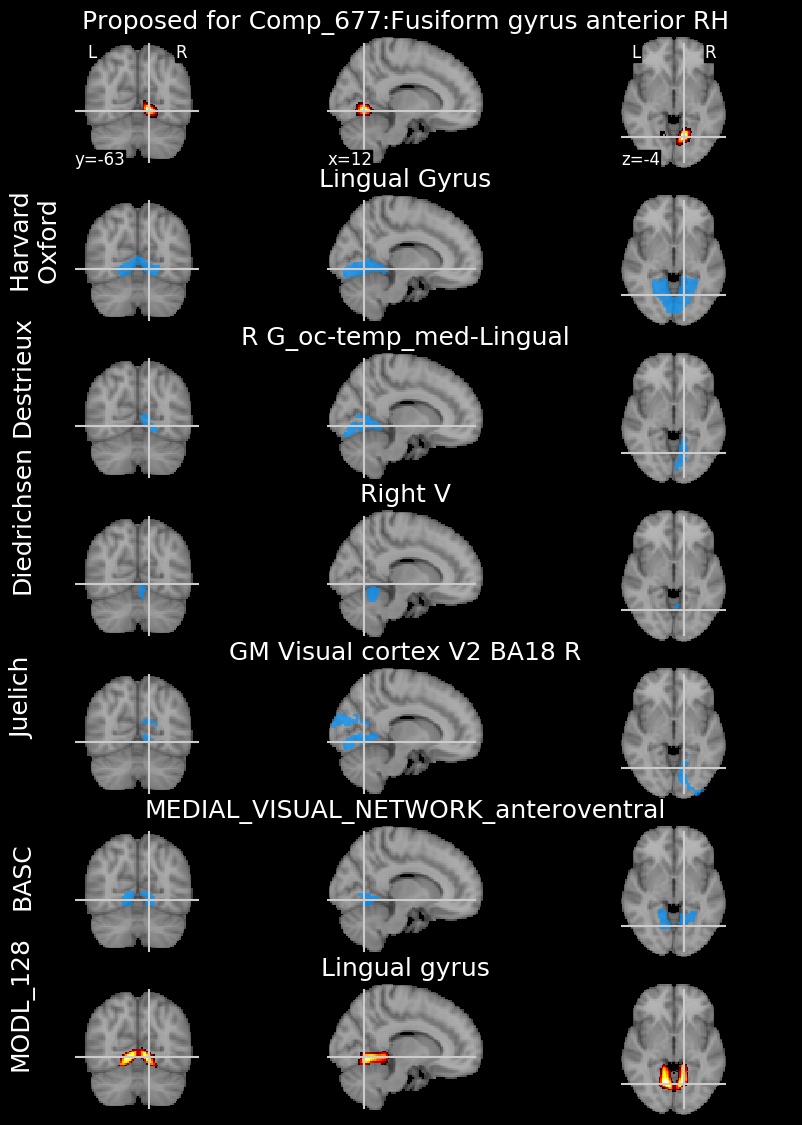 Proposed for Comp_677:Fusiform gyrus anterior RH
L R L R
y=-63 x=12 z=-4
Lingual Gyrus
Harvard
Oxford
R G_oc-temp_med-Lingual
Destrieux
Right V
Diedrichsen
GM Visual cortex V2 BA18 R
Juelich
MEDIAL_VISUAL_NETWORK_anteroventral
BASC
Lingual gyrus
MODL_128